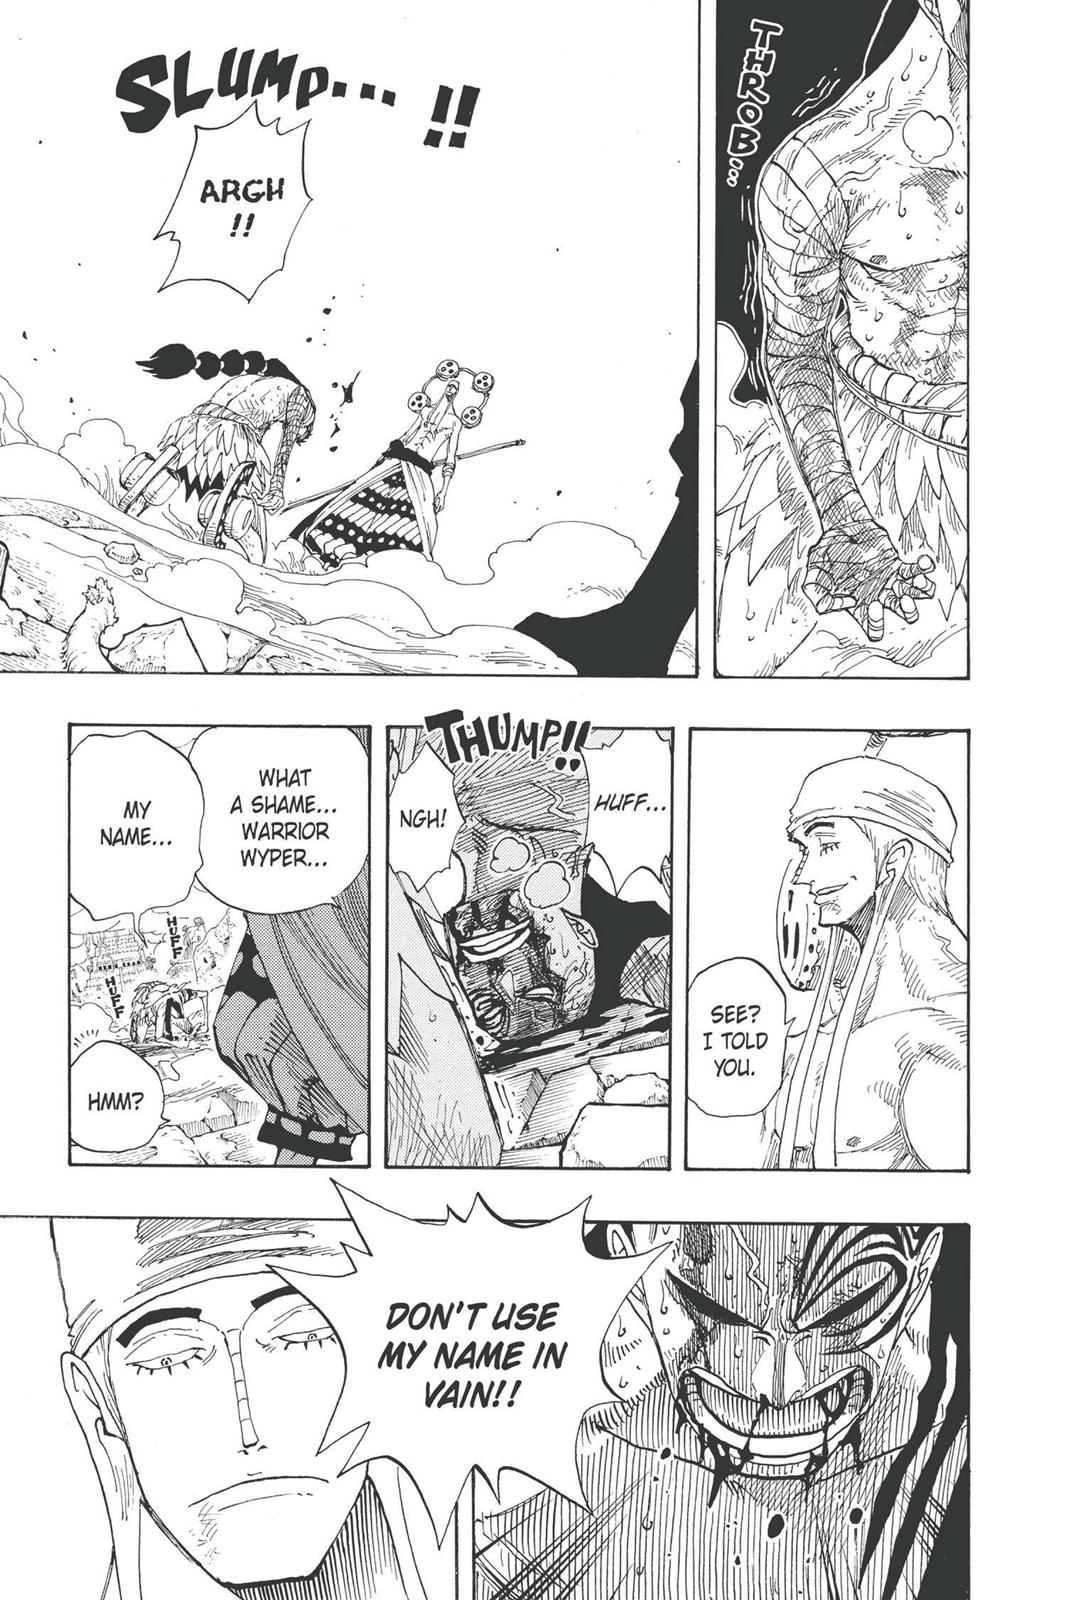 THROB...
SLUMP... !!
ARGH
!!
SEE?
I TOLD
YOU.
THUMP!!
HUFF...
NGH!
WHAT
A SHAME...
WARRIOR
WYPER...
MY
NAME...
HUFF
HUFF
HMM?
DON'T USE
MY NAME IN
VAIN!!